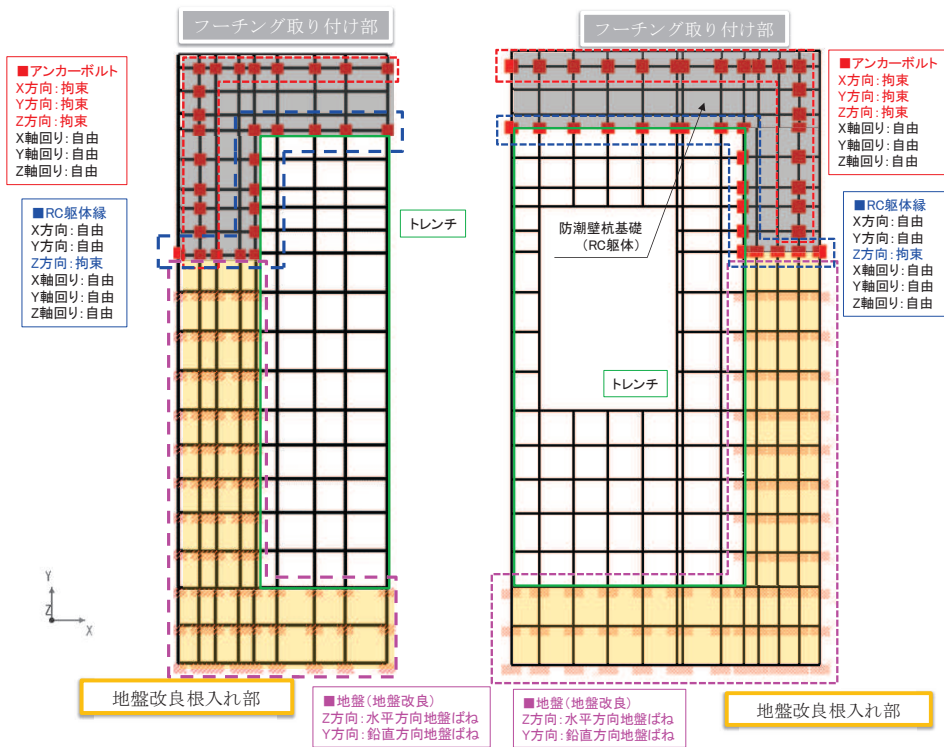 フーチング取り付け部
■アンカーボルト
X方向:拘束
Y方向:拘束
Z方向:拘束
X軸回り:自由
Y軸回り:自由
Z軸回り:自由
■RC躯体縁
X方向:自由
Y方向:自由
Z方向:拘束
X軸回り:自由
Y軸回り:自由
Z軸回り:自由
トレンチ
Y
Z
X
地盤改良根入れ部
■地盤(地盤改良)
Z方向:水平方向地盤ばね
Y方向:鉛直方向地盤ばね
フーチング取り付け部
■アンカーボルト
X方向:拘束
Y方向:拘束
Z方向:拘束
X軸回り:自由
Y軸回り:自由
Z軸回り:自由
■RC躯体縁
X方向:自由
Y方向:自由
Z方向:拘束
X軸回り:自由
Y軸回り:自由
Z軸回り:自由
防潮壁杭基礎
(RC躯体)
トレンチ
■地盤(地盤改良)
Z方向:水平方向地盤ばね
Y方向:鉛直方向地盤ばね
地盤改良根入れ部